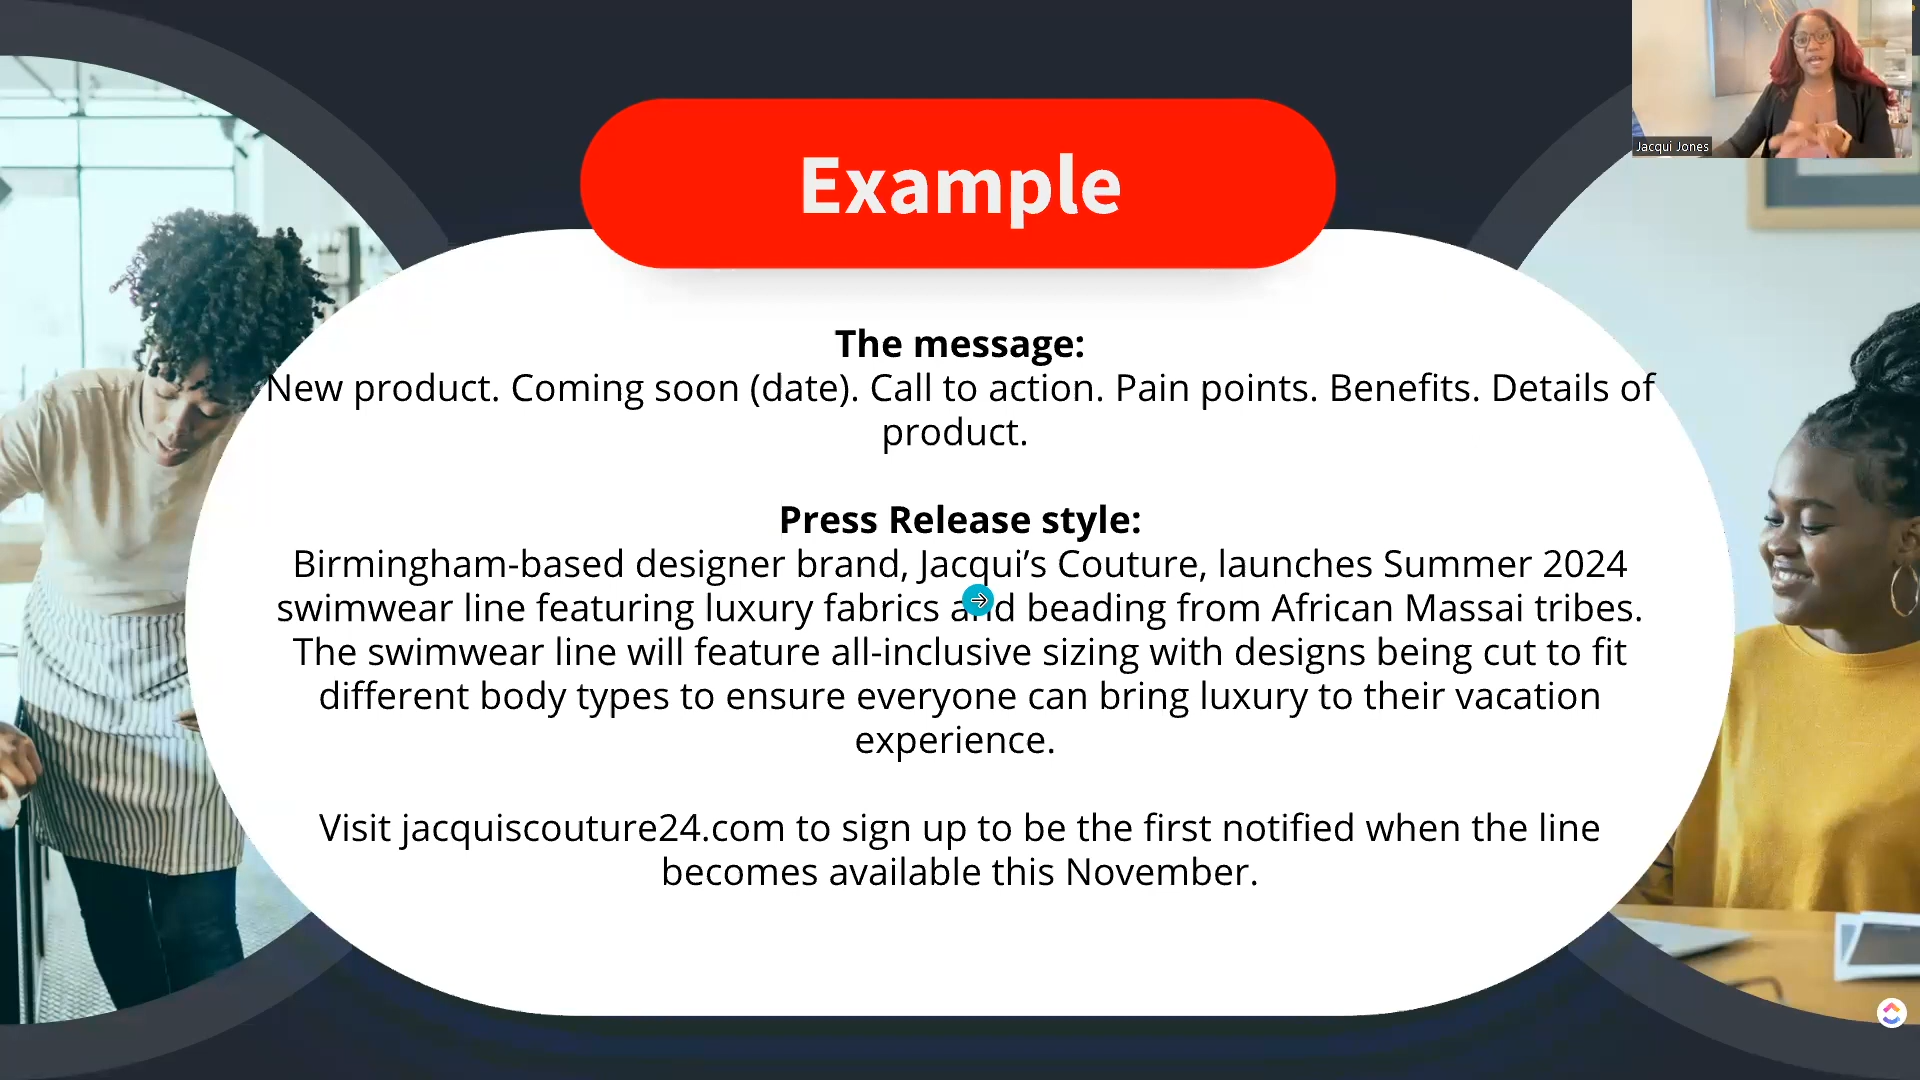 Example
Jacqui Jones
The message:
New product. Coming soon (date). Call to action. Pain points. Benefits. Details of
product.
Press Release style:
Birmingham-based designer brand, Jacqui’s Couture, launches Summer 2024
swimwear line featuring luxury fabrics and beading from African Massai tribes.
The swimwear line will feature all-inclusive sizing with designs being cut to fit
different body types to ensure everyone can bring luxury to their vacation
experience.
Visit jacquiscouture24.com to sign up to be the first notified when the line
becomes available this November.